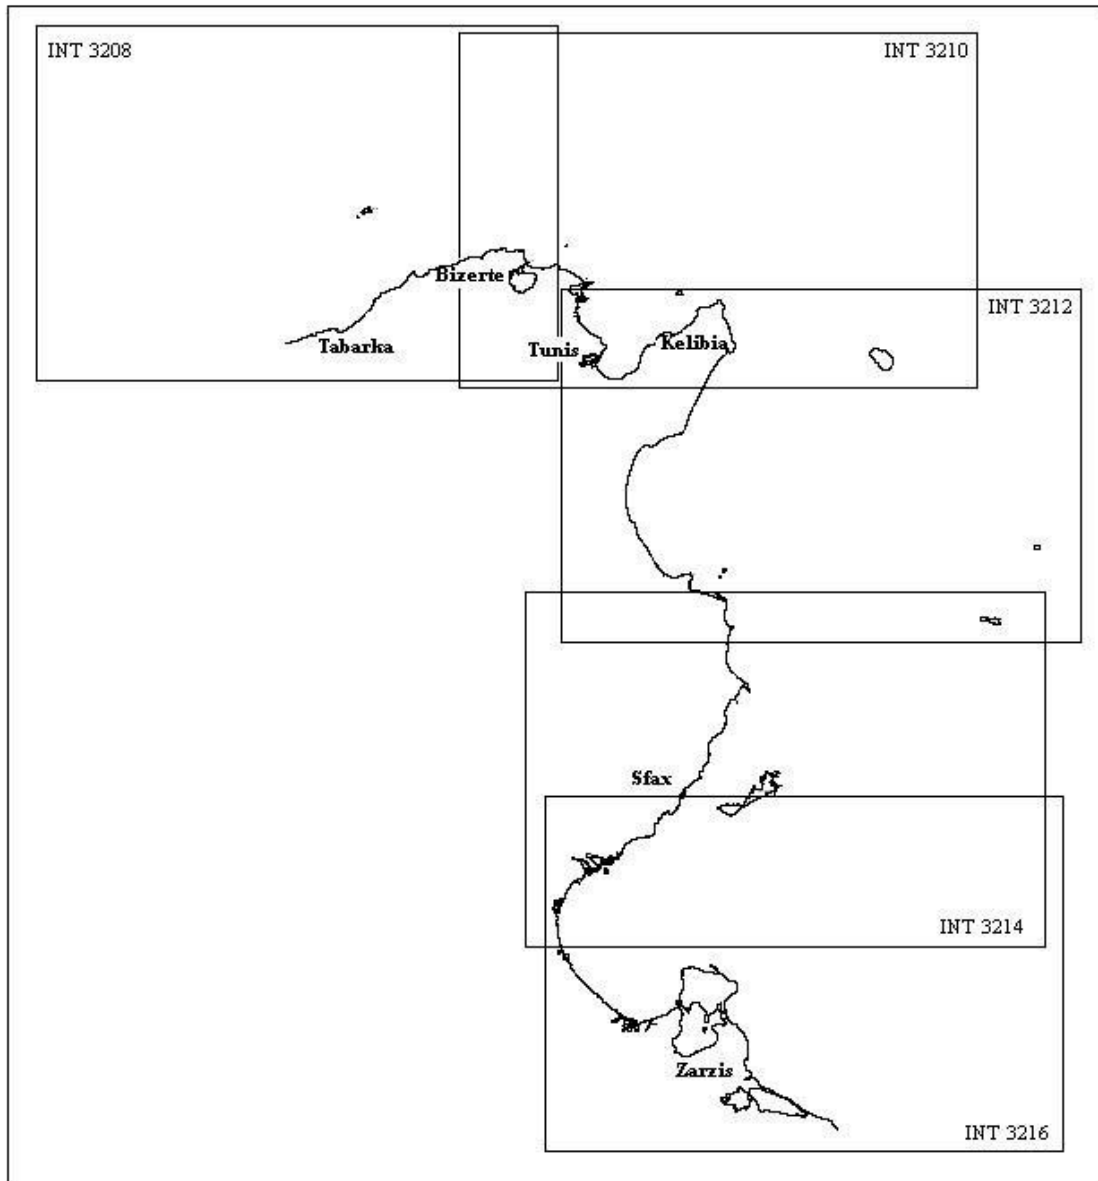 INT 3208
INT 3210
Bizerte
INT 3212
Tabarka
Tunis
Kelibia
Sfax
INT 3214
Zarzis
INT 3216